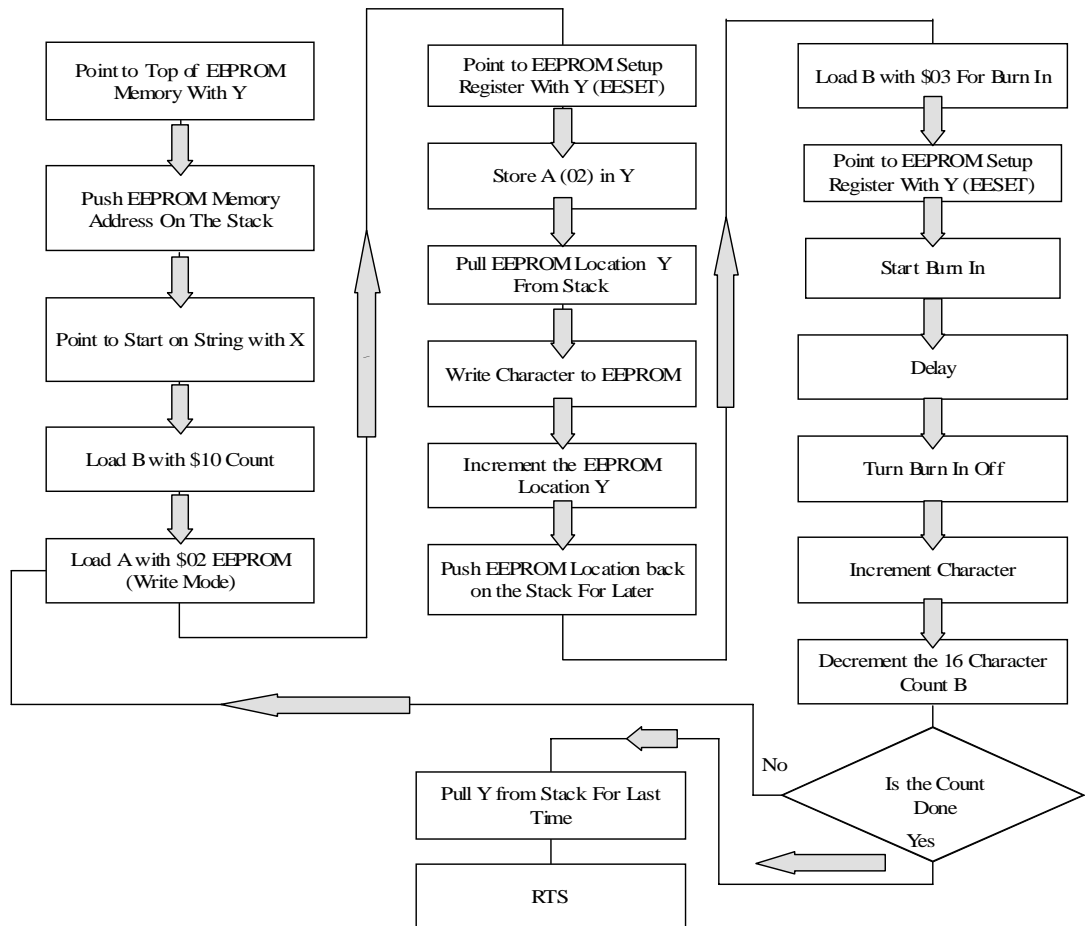 Point to Top of EEPROM
Memory With Y
Push EEPROM Memory
Address On The Stack
Point to Start on String with X
Load B with $10 Count
Load A with $02 EEPROM
(Write Mode)
Point to EEPROM Setup
Register With Y (EESET)
Store A (02) in Y
Pull EEPROM Location Y
From Stack
Write Character to EEPROM
Increment the EEPROM
Location Y
Push EEPROM Location back
on the Stack For Later
Load B with $03 For Burn In
Point to EEPROM Setup
Register With Y (EESET)
Start Burn In
Delay
Turn Burn In Off
Increment Character
Decrement the 16 Character
Count B
Is the Count
Done
No
Yes
Pull Y from Stack For Last
Time
RTS